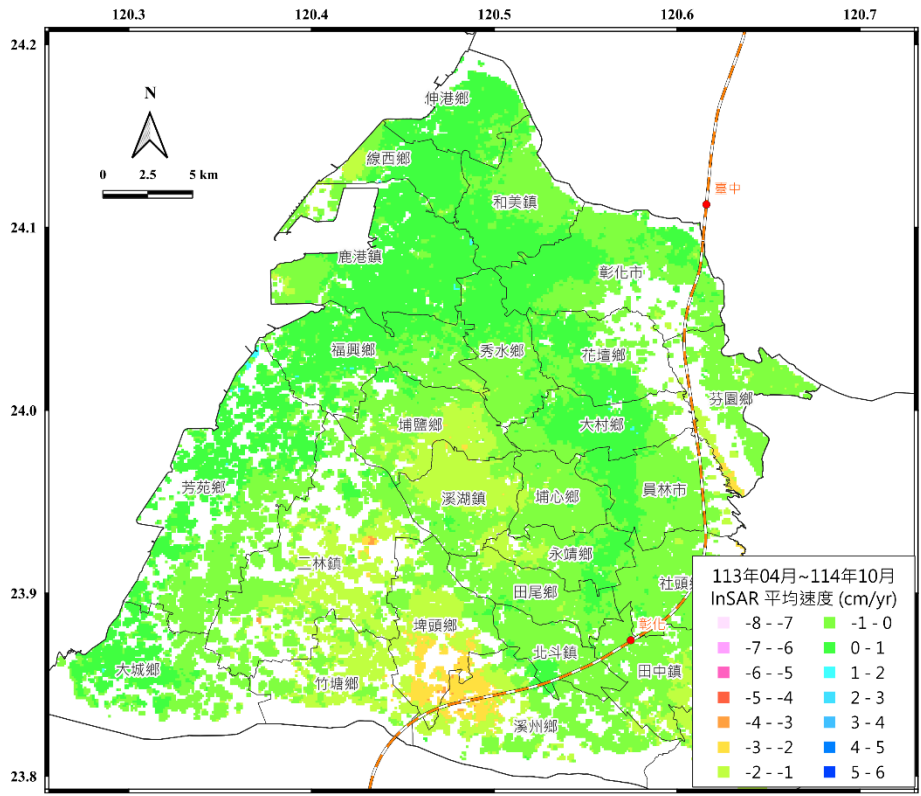 120.3 120.4 120.5 120.6 120.7
24.2
24.1
24.0
23.9
23.8
N
0 2.5 5 km
伸港鄉
線西鄉
和美鎮
臺中
鹿港鎮
彰化市
福興鄉
秀水鄉
花壇鄉
芬園鄉
埔鹽鄉
大村鄉
芳苑鄉
溪湖鎮
埔心鄉
員林市
二林鎮
永靖鄉
田尾鄉
社頭
埤頭鄉
彰化
北斗鎮
大城鄉
竹塘鄉
田中鎮
溪州鄉
113年04月~114年10月
InSAR 平均速度 (cm/yr)
-8 - -7 -1 - 0
-7 - -6 0 - 1
-6 - -5 1 - 2
-5 - -4 2 - 3
-4 - -3 3 - 4
-3 - -2 4 - 5
-2 - -1 5 - 6